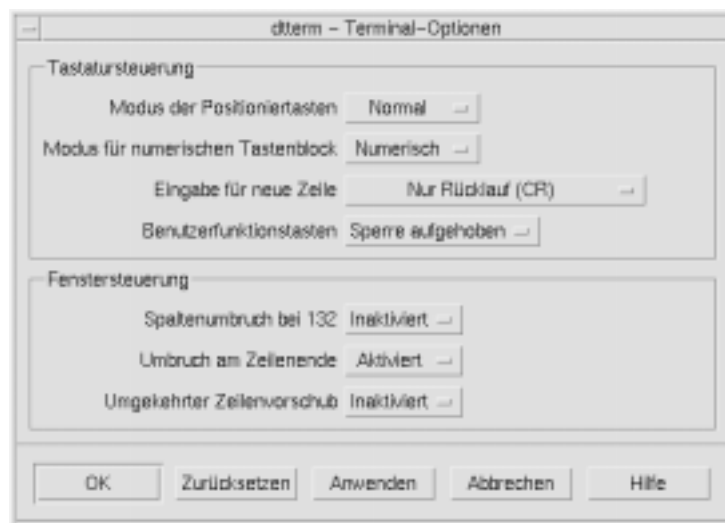 dtterm – Terminal-Optionen
Tastatursteuerung
Modus der Positioniertasten Normal
Modus für numerischen Tastenblock Numerisch
Eingabe für neue Zeile Nur Rücklauf (CR)
Benutzerfunktionstasten Sperre aufgehoben
Fenstersteuerung
Spaltenumbruch bei 132 Inaktiviert
Umbruch am Zeilenende Aktiviert
Umgekehrter Zeilenvorschub Inaktiviert
OK Zurücksetzen Anwenden Abbrechen Hilfe